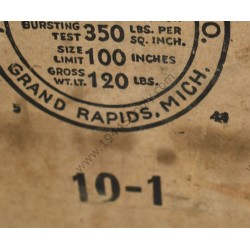 O.
BURSTING
TEST 350 LBS. PER
SQ. INCH.
SIZE
LIMIT 100 INCHES
GROSS
WT. LT. 120 LBS.
GRAND RAPIDS, MICH.
10-1